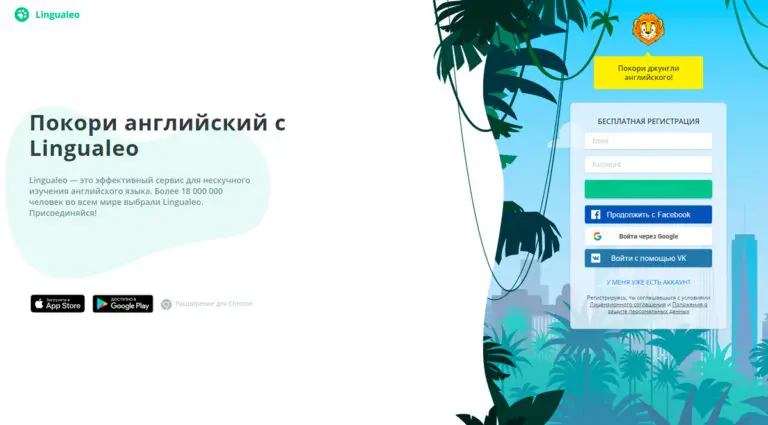 Lingualeo
Покори английский с
Lingualeo
Lingualeo — это эффективный сервис для нескучного
изучения английского языка. Более 18 000 000
человек во всем мире выбрали Lingualeo.
Присоединяйся!
Загрузите в
App Store
ДОСТУПНО В
Google Play
Расширение для Chrome
Покори джунгли
английского!
БЕСПЛАТНАЯ РЕГИСТРАЦИЯ
Email
Password
Продолжить с Facebook
Войти через Google
Войти с помощью VK
У МЕНЯ УЖЕ ЕСТЬ АККАУНТ
Регистрируясь, ты соглашаешься с условиями
Лицензионного соглашения и Положения о
защите персональных данных